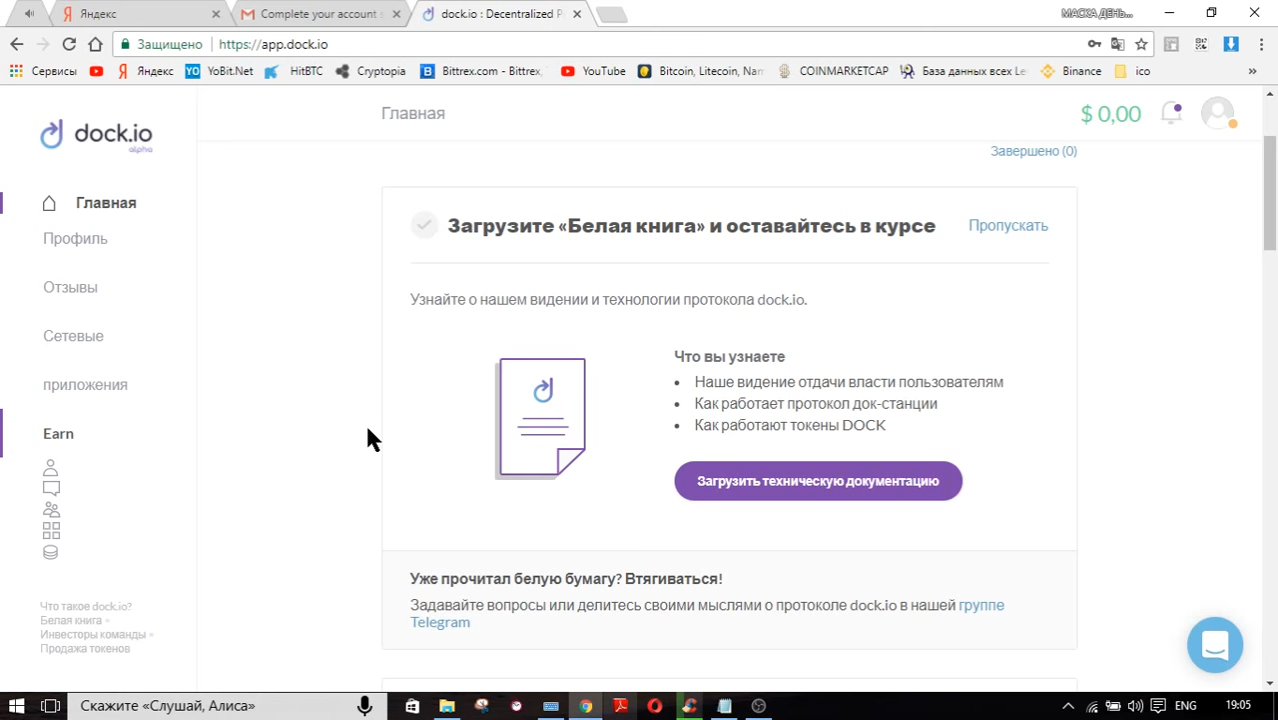 Яндекс
Complete your account s
dock.io : Decentralized P
МАСКА ДЕНЬ...
Защищено
https://app.dock.io
Сервисы
Яндекс
YO
YoBit.Net
HitBTC
Cryptopia
Bittrex.com - Bittrex,
YouTube
Bitcoin, Litecoin, Nam
COINMARKETCAP
База данных всех Le
Binance
ico
»
dock.io
alpha
Главная
$ 0,00
Завершено (0)
Главная
Профиль
Отзывы
Сетевые
приложения
Earn
Что такое dock.io?
Белая книга
Инвесторы команды
Продажа токенов
Загрузите «Белая книга» и оставайтесь в курсе
Пропускать
Узнайте о нашем видении и технологии протокола dock.io.
Что вы узнаете
• Наше видение отдачи власти пользователям
• Как работает протокол док-станции
• Как работают токены DOCK
Загрузить техническую документацию
Уже прочитал белую бумагу? Втягиваться!
Задавайте вопросы или делитесь своими мыслями о протоколе dock.io в нашей группе
Telegram
Скажите «Слушай, Алиса»
ENG
19:05